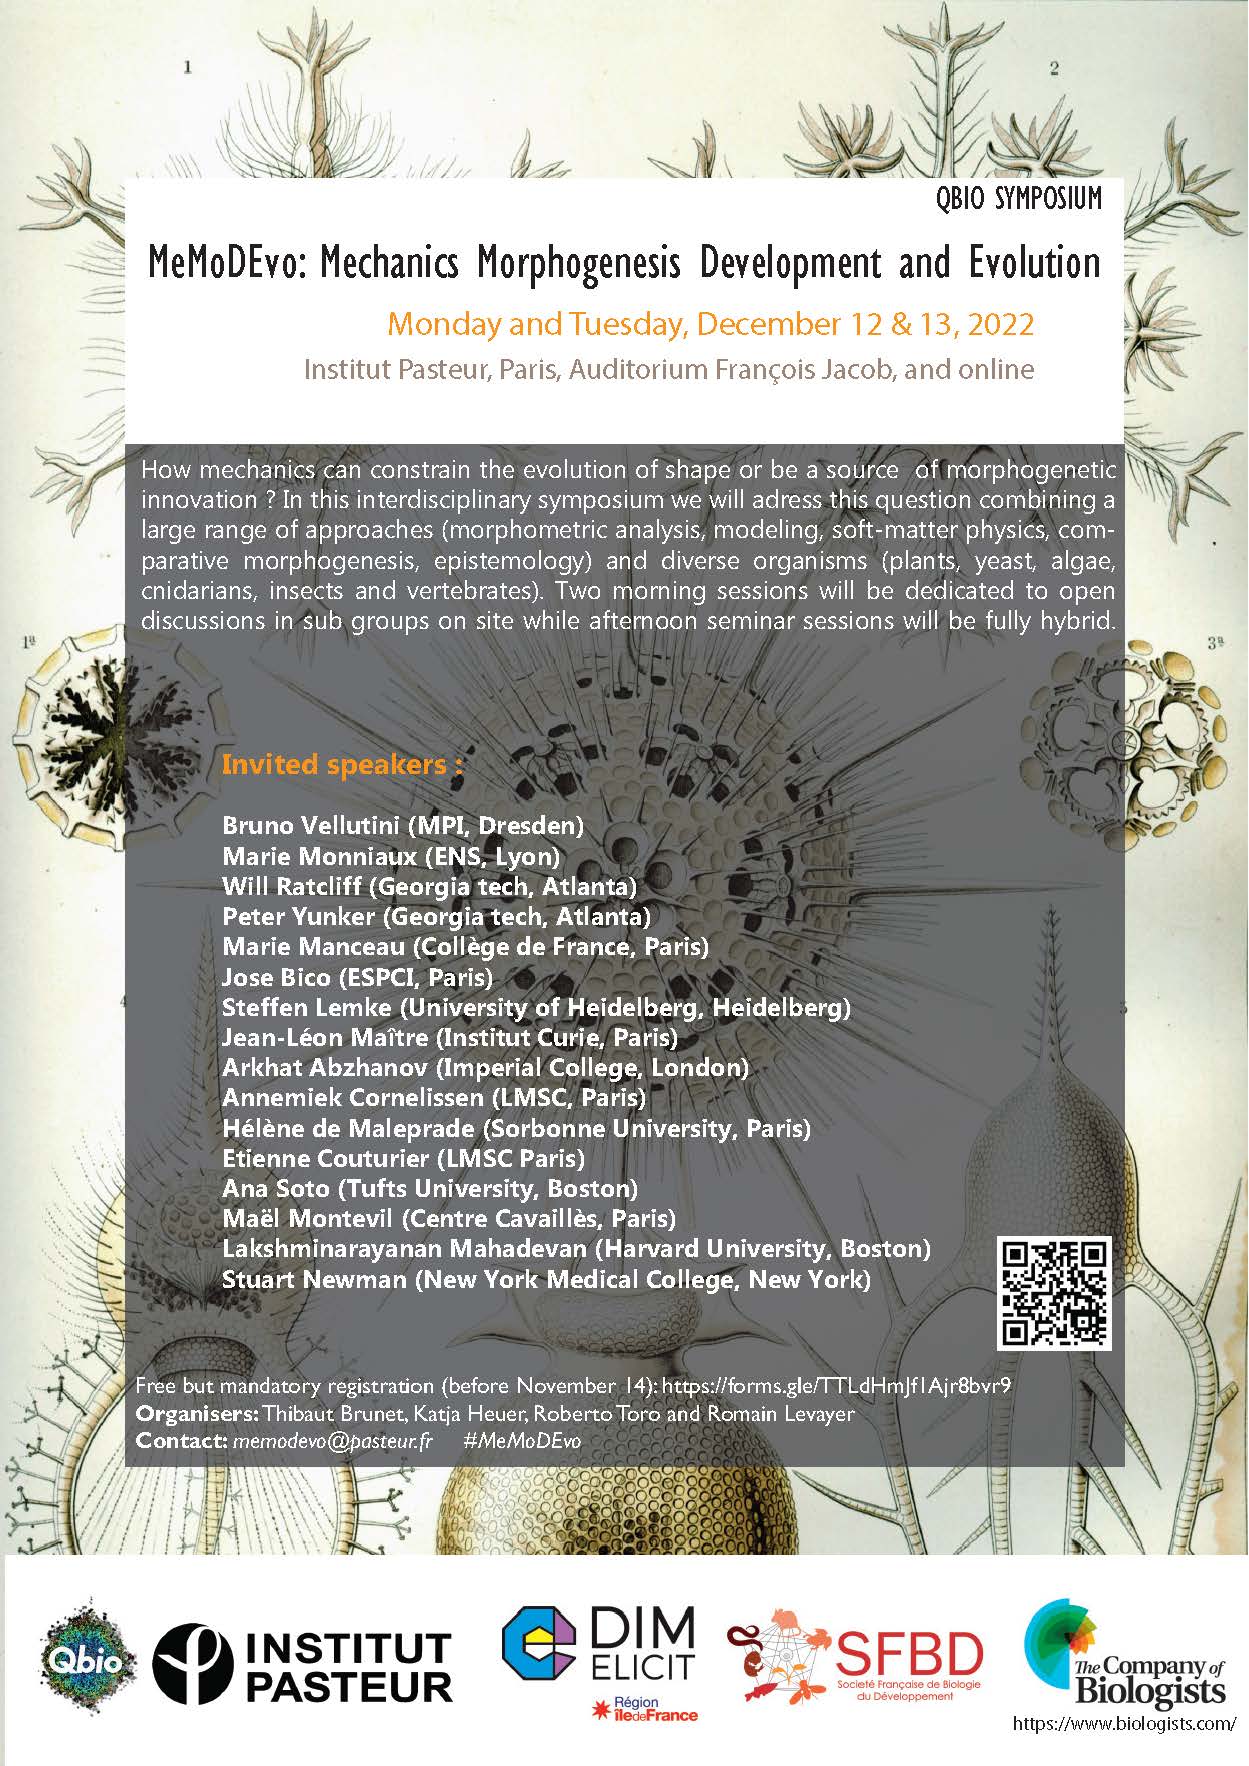 1
2
QBIO SYMPOSIUM
MeMoDEvo: Mechanics Morphogenesis Development and Evolution
Monday and Tuesday, December 12 & 13, 2022
Institut Pasteur, Paris, Auditorium François Jacob, and online
How mechanics can constrain the evolution of shape or be a source of morphogenetic
innovation ? In this interdisciplinary symposium we will adress this question combining a
large range of approaches (morphometric analysis, modeling, soft-matter physics, com-
parative morphogenesis, epistemology) and diverse organisms (plants, yeast, algae,
cnidarians, insects and vertebrates). Two morning sessions will be dedicated to open
discussions in sub groups on site while afternoon seminar sessions will be fully hybrid.
1a
3a
Invited speakers :
Bruno Vellutini (MPI, Dresden)
Marie Monniaux (ENS, Lyon)
Will Ratcliff (Georgia tech, Atlanta)
Peter Yunker (Georgia tech, Atlanta)
Marie Manceau (Collège de France, Paris)
Jose Bico (ESPCI, Paris)
Steffen Lemke (University of Heidelberg, Heidelberg)
Jean-Léon Maître (Institut Curie, Paris)
Arkhat Abzhanov (Imperial College, London)
Annemiek Cornelissen (LMSC, Paris)
Hélène de Maleprade (Sorbonne University, Paris)
Etienne Couturier (LMSC Paris)
Ana Soto (Tufts University, Boston)
Maël Montevil (Centre Cavaillès, Paris)
Lakshminarayanan Mahadevan (Harvard University, Boston)
Stuart Newman (New York Medical College, New York)
Free but mandatory registration (before November 14): https://forms.gle/TTLdHmJf1Ajr8bvr9
Organisers: Thibaut Brunet, Katja Heuer, Roberto Toro and Romain Levayer
Contact: memodevo@pasteur.fr #MeMoDEvo
Qbio
INSTITUT
PASTEUR
DIM
ELICIT
Région
îledeFrance
SFBD
Societé Française de Biologie
du Développement
The Company of
Biologists
https://www.biologists.com/